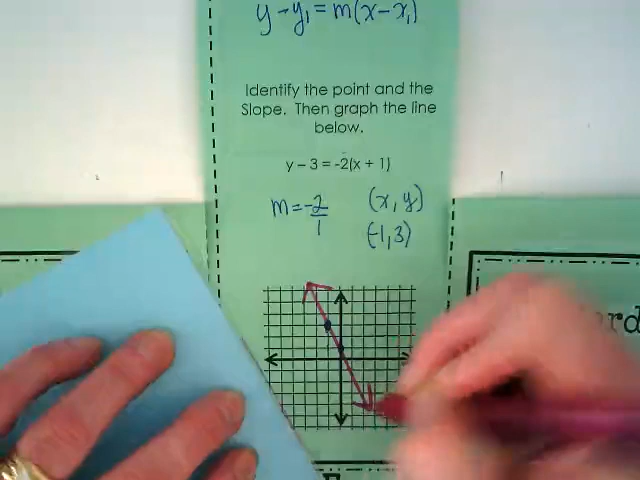 y - y₁ = m(x - x₁)
Identify the point and the
Slope. Then graph the line
below.
y – 3 = -2(x + 1)
m = -2/1 (x, y)
(-1, 3)